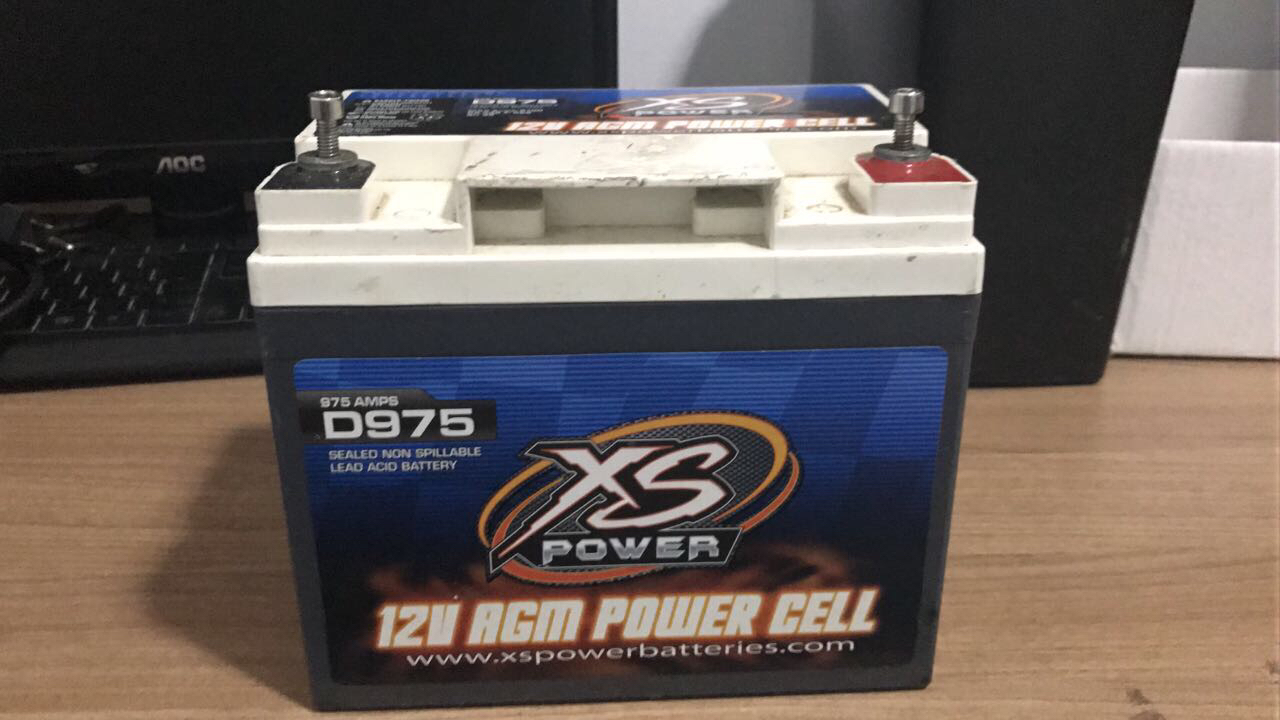 AOC
D975
XS
POWER
12V AGM POWER CELL
975 AMPS
D975
SEALED NON SPILLABLE
LEAD ACID BATTERY
XS
POWER
12V AGM POWER CELL
www.xspowerbatteries.com